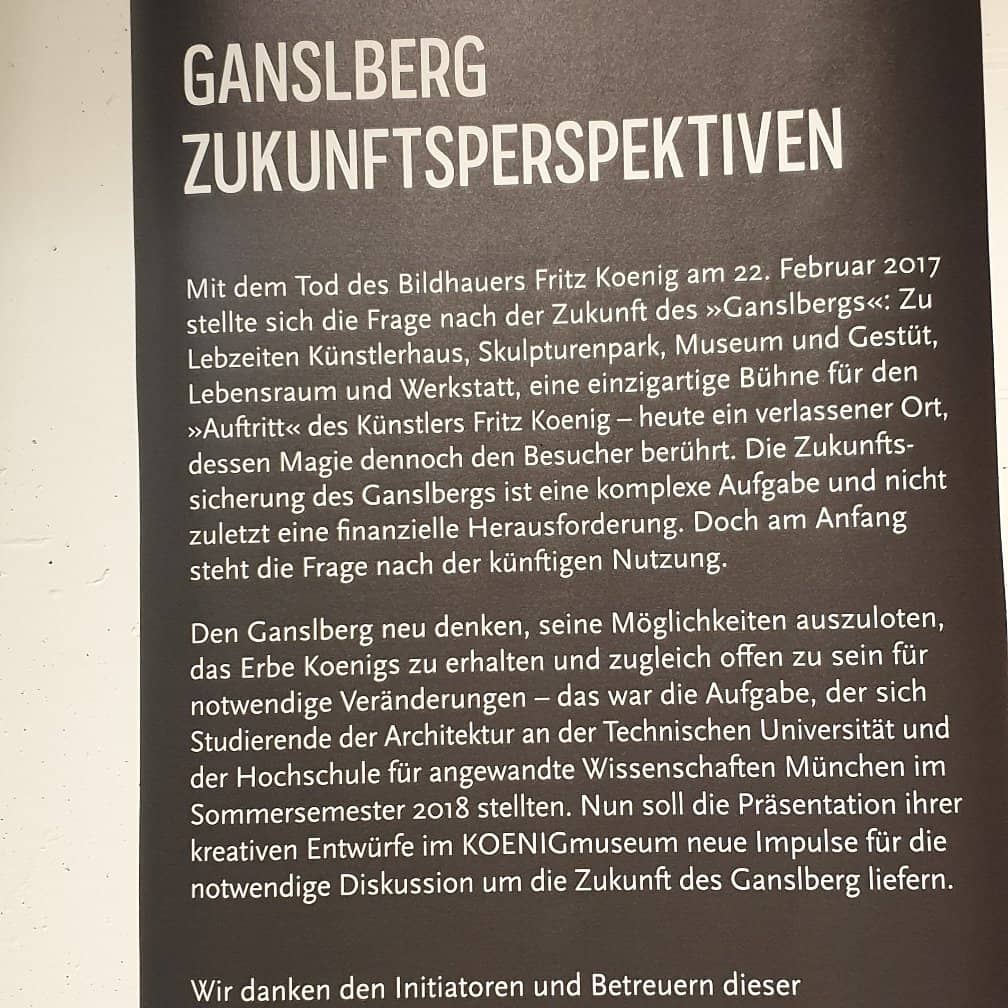 GANSLBERG
ZUKUNFTSPERSPEKTIVEN
Mit dem Tod des Bildhauers Fritz Koenig am 22. Februar 2017
stellte sich die Frage nach der Zukunft des »Ganslbergs«: Zu
Lebzeiten Künstlerhaus, Skulpturenpark, Museum und Gestüt,
Lebensraum und Werkstatt, eine einzigartige Bühne für den
»Auftritt« des Künstlers Fritz Koenig – heute ein verlassener Ort,
dessen Magie dennoch den Besucher berührt. Die Zukunfts-
sicherung des Ganslbergs ist eine komplexe Aufgabe und nicht
zuletzt eine finanzielle Herausforderung. Doch am Anfang
steht die Frage nach der künftigen Nutzung.
Den Ganslberg neu denken, seine Möglichkeiten auszuloten,
das Erbe Koenigs zu erhalten und zugleich offen zu sein für
notwendige Veränderungen – das war die Aufgabe, der sich
Studierende der Architektur an der Technischen Universität und
der Hochschule für angewandte Wissenschaften München im
Sommersemester 2018 stellten. Nun soll die Präsentation ihrer
kreativen Entwürfe im KOENIGmuseum neue Impulse für die
notwendige Diskussion um die Zukunft des Ganslberg liefern.
Wir danken den Initiatoren und Betreuern dieser